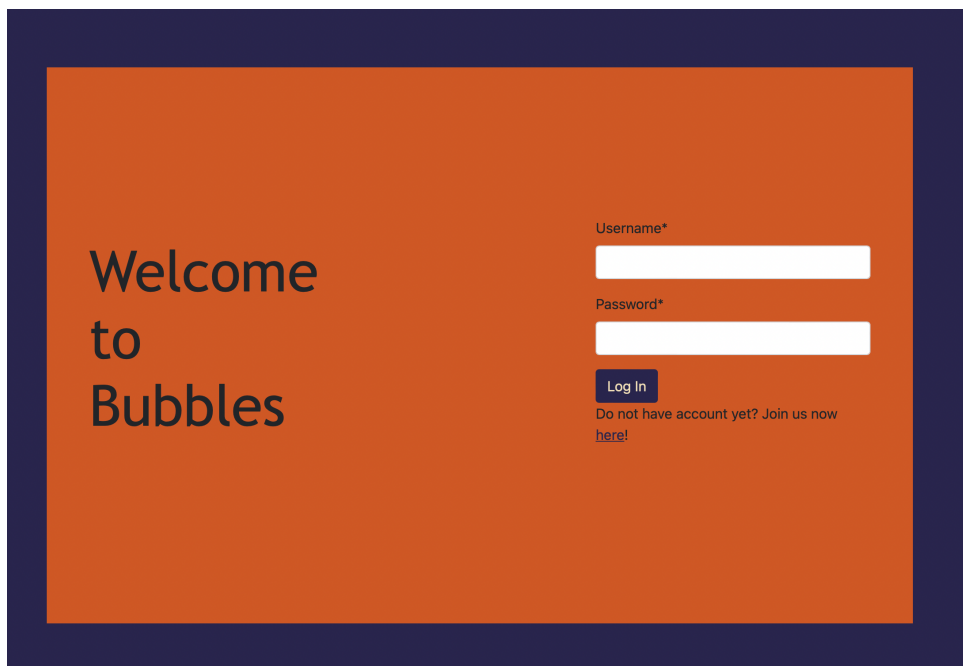 Welcome
to
Bubbles
Username*
Password*
Log In
Do not have account yet? Join us now
here!